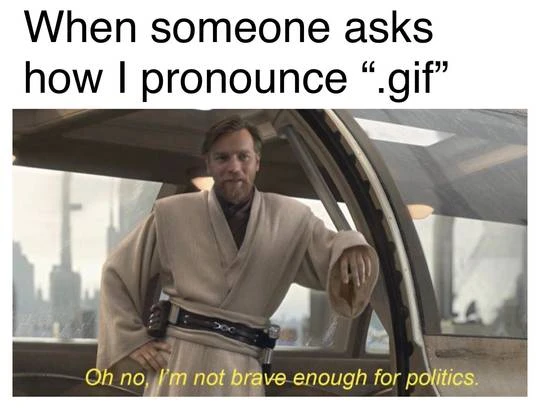 When someone asks
how I pronounce “.gif”
Oh no, I'm not brave enough for politics.